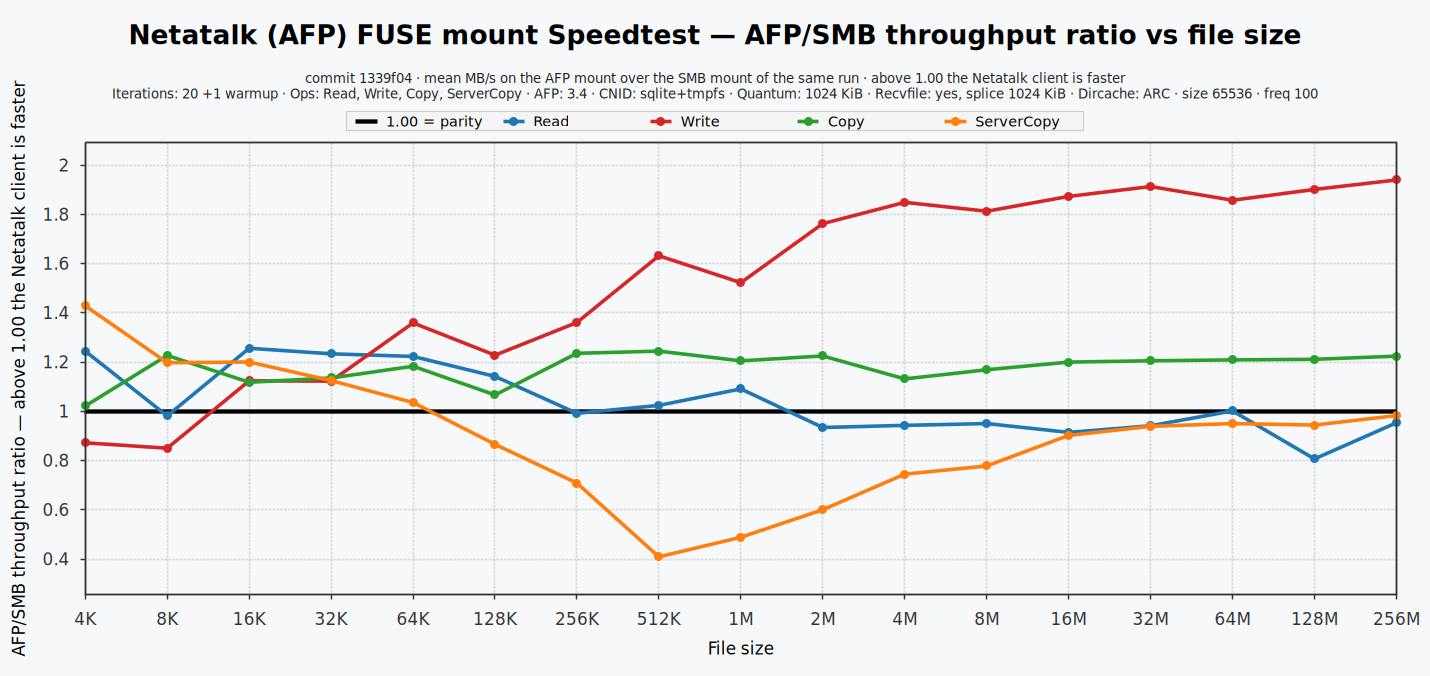 Netatalk (AFP) FUSE mount Speedtest — AFP/SMB throughput ratio vs file size
commit 1339f04 · mean MB/s on the AFP mount over the SMB mount of the same run · above 1.00 the Netatalk client is faster
Iterations: 20 +1 warmup · Ops: Read, Write, Copy, ServerCopy · AFP: 3.4 · CNID: sqlite+tmpfs · Quantum: 1024 KiB · Recvfile: yes, splice 1024 KiB · Dircache: ARC · size 65536 · freq 100
1.00 = parity Read Write Copy ServerCopy
AFP/SMB throughput ratio — above 1.00 the Netatalk client is faster
2
1.8
1.6
1.4
1.2
1
0.8
0.6
0.4
4K 8K 16K 32K 64K 128K 256K 512K 1M 2M 4M 8M 16M 32M 64M 128M 256M
File size